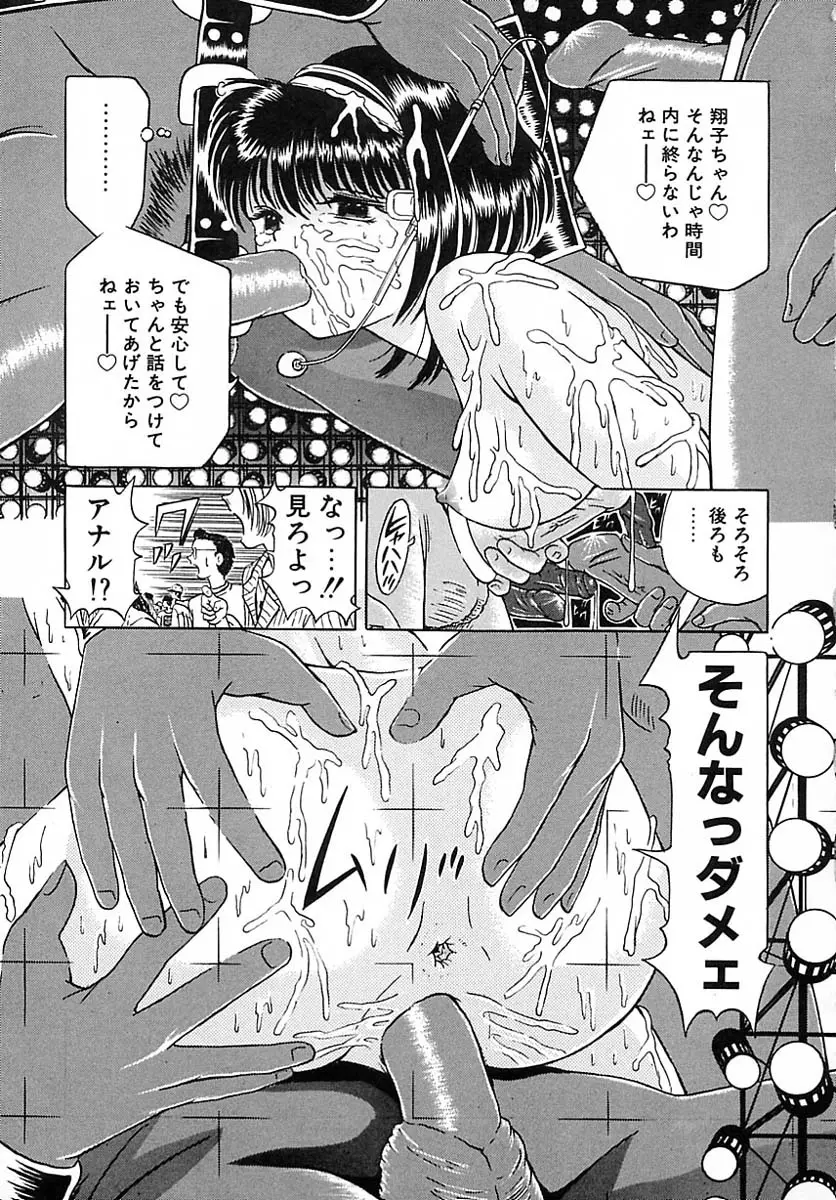 翔子ちゃん♡
そんなんじゃ時間
内に終らないわ
ねェ──♡
…………
でも安心して♡
ちゃんと話をつけて
おいてあげたから
ねェ──♡
そろそろ
後ろも
……
なっ…!!
見ろよっ
アナル!?
そんなっダメェ